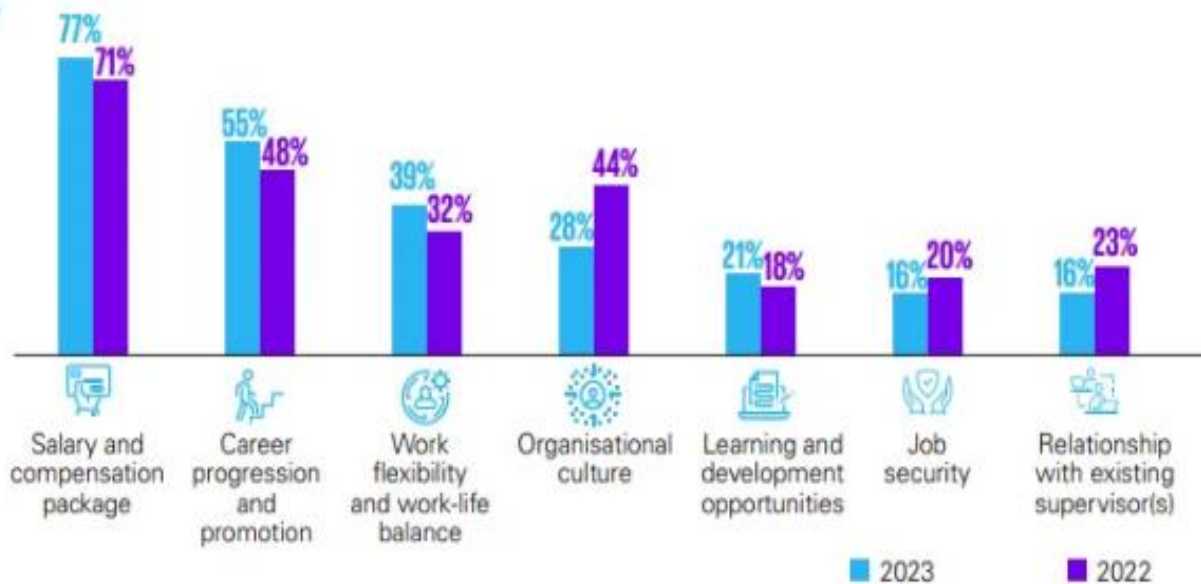 77%
71%
55%
48%
39%
32%
28%
44%
21%
18%
16%
20%
16%
23%
Salary and
compensation
package
Career
progression
and
promotion
Work
flexibility
and work-life
balance
Organisational
culture
Learning and
development
opportunities
Job
security
Relationship
with existing
supervisor(s)
2023
2022